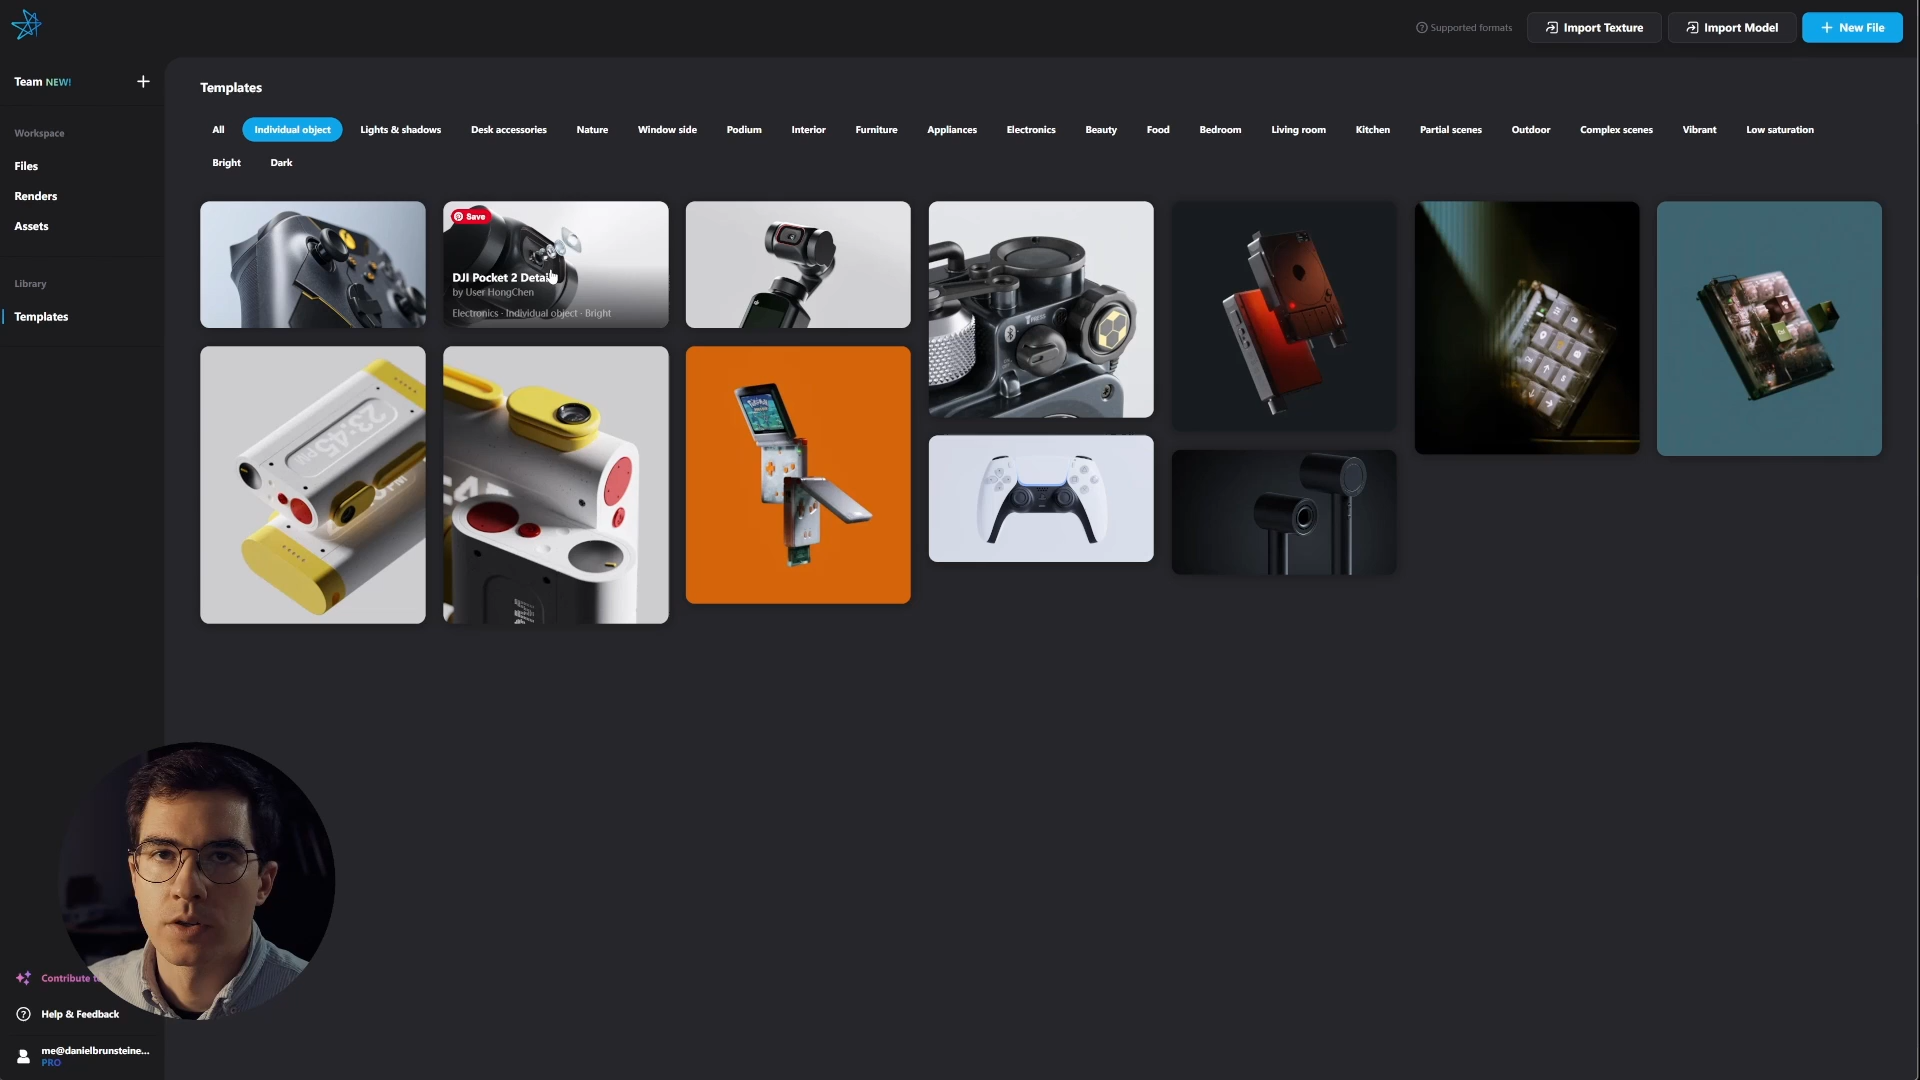 Supported formats
Import Texture
Import Model
New File
Team NEW!
Workspace
Files
Renders
Assets
Library
Templates
Templates
All
Individual object
Lights & shadows
Desk accessories
Nature
Window side
Podium
Interior
Furniture
Appliances
Electronics
Beauty
Food
Bedroom
Living room
Kitchen
Partial scenes
Outdoor
Complex scenes
Vibrant
Low saturation
Bright
Dark
Save
DJI Pocket 2 Detail
by User HongChen
Electronics · Individual object · Bright
23:45
Contribute
Help & Feedback
me@danielbrunsteine...
PRO